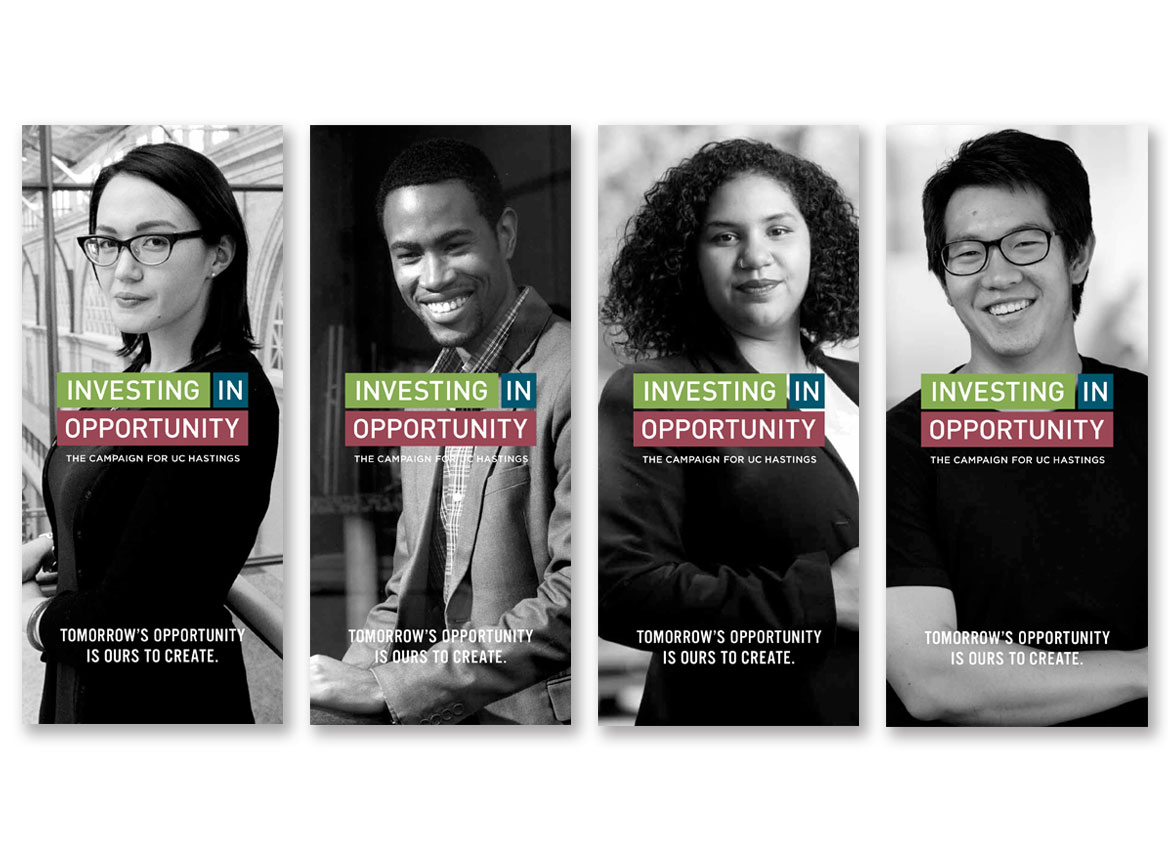 INVESTING IN
OPPORTUNITY
THE CAMPAIGN FOR UC HASTINGS
TOMORROW'S OPPORTUNITY
IS OURS TO CREATE.
INVESTING IN
OPPORTUNITY
THE CAMPAIGN FOR UC HASTINGS
TOMORROW'S OPPORTUNITY
IS OURS TO CREATE.
INVESTING IN
OPPORTUNITY
THE CAMPAIGN FOR UC HASTINGS
TOMORROW'S OPPORTUNITY
IS OURS TO CREATE.
INVESTING IN
OPPORTUNITY
THE CAMPAIGN FOR UC HASTINGS
TOMORROW'S OPPORTUNITY
IS OURS TO CREATE.